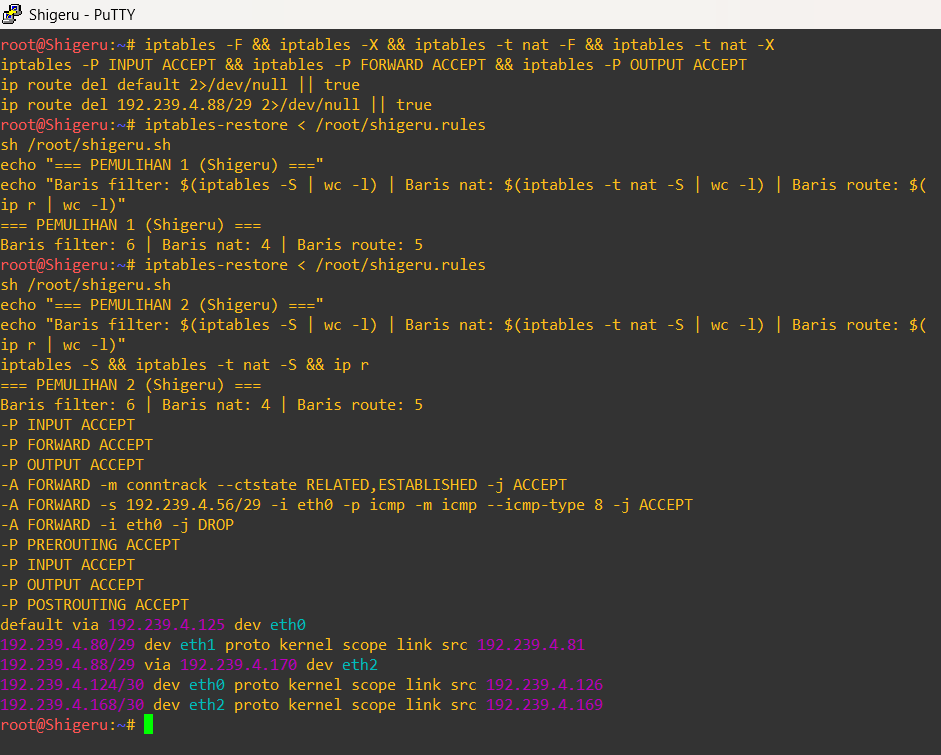 Shigeru - PuTTY
root@Shigeru:~# iptables -F && iptables -X && iptables -t nat -F && iptables -t nat -X
iptables -P INPUT ACCEPT && iptables -P FORWARD ACCEPT && iptables -P OUTPUT ACCEPT
ip route del default 2>/dev/null || true
ip route del 192.239.4.88/29 2>/dev/null || true
root@Shigeru:~# iptables-restore < /root/shigeru.rules
sh /root/shigeru.sh
echo "=== PEMULIHAN 1 (Shigeru) ==="
echo "Baris filter: $(iptables -S | wc -l) | Baris nat: $(iptables -t nat -S | wc -l) | Baris route: $(
ip r | wc -l)"
=== PEMULIHAN 1 (Shigeru) ===
Baris filter: 6 | Baris nat: 4 | Baris route: 5
root@Shigeru:~# iptables-restore < /root/shigeru.rules
sh /root/shigeru.sh
echo "=== PEMULIHAN 2 (Shigeru) ==="
echo "Baris filter: $(iptables -S | wc -l) | Baris nat: $(iptables -t nat -S | wc -l) | Baris route: $(
ip r | wc -l)"
iptables -S && iptables -t nat -S && ip r
=== PEMULIHAN 2 (Shigeru) ===
Baris filter: 6 | Baris nat: 4 | Baris route: 5
-P INPUT ACCEPT
-P FORWARD ACCEPT
-P OUTPUT ACCEPT
-A FORWARD -m conntrack --ctstate RELATED,ESTABLISHED -j ACCEPT
-A FORWARD -s 192.239.4.56/29 -i eth0 -p icmp -m icmp --icmp-type 8 -j ACCEPT
-A FORWARD -i eth0 -j DROP
-P PREROUTING ACCEPT
-P INPUT ACCEPT
-P OUTPUT ACCEPT
-P POSTROUTING ACCEPT
default via 192.239.4.125 dev eth0
192.239.4.80/29 dev eth1 proto kernel scope link src 192.239.4.81
192.239.4.88/29 via 192.239.4.170 dev eth2
192.239.4.124/30 dev eth0 proto kernel scope link src 192.239.4.126
192.239.4.168/30 dev eth2 proto kernel scope link src 192.239.4.169
root@Shigeru:~#